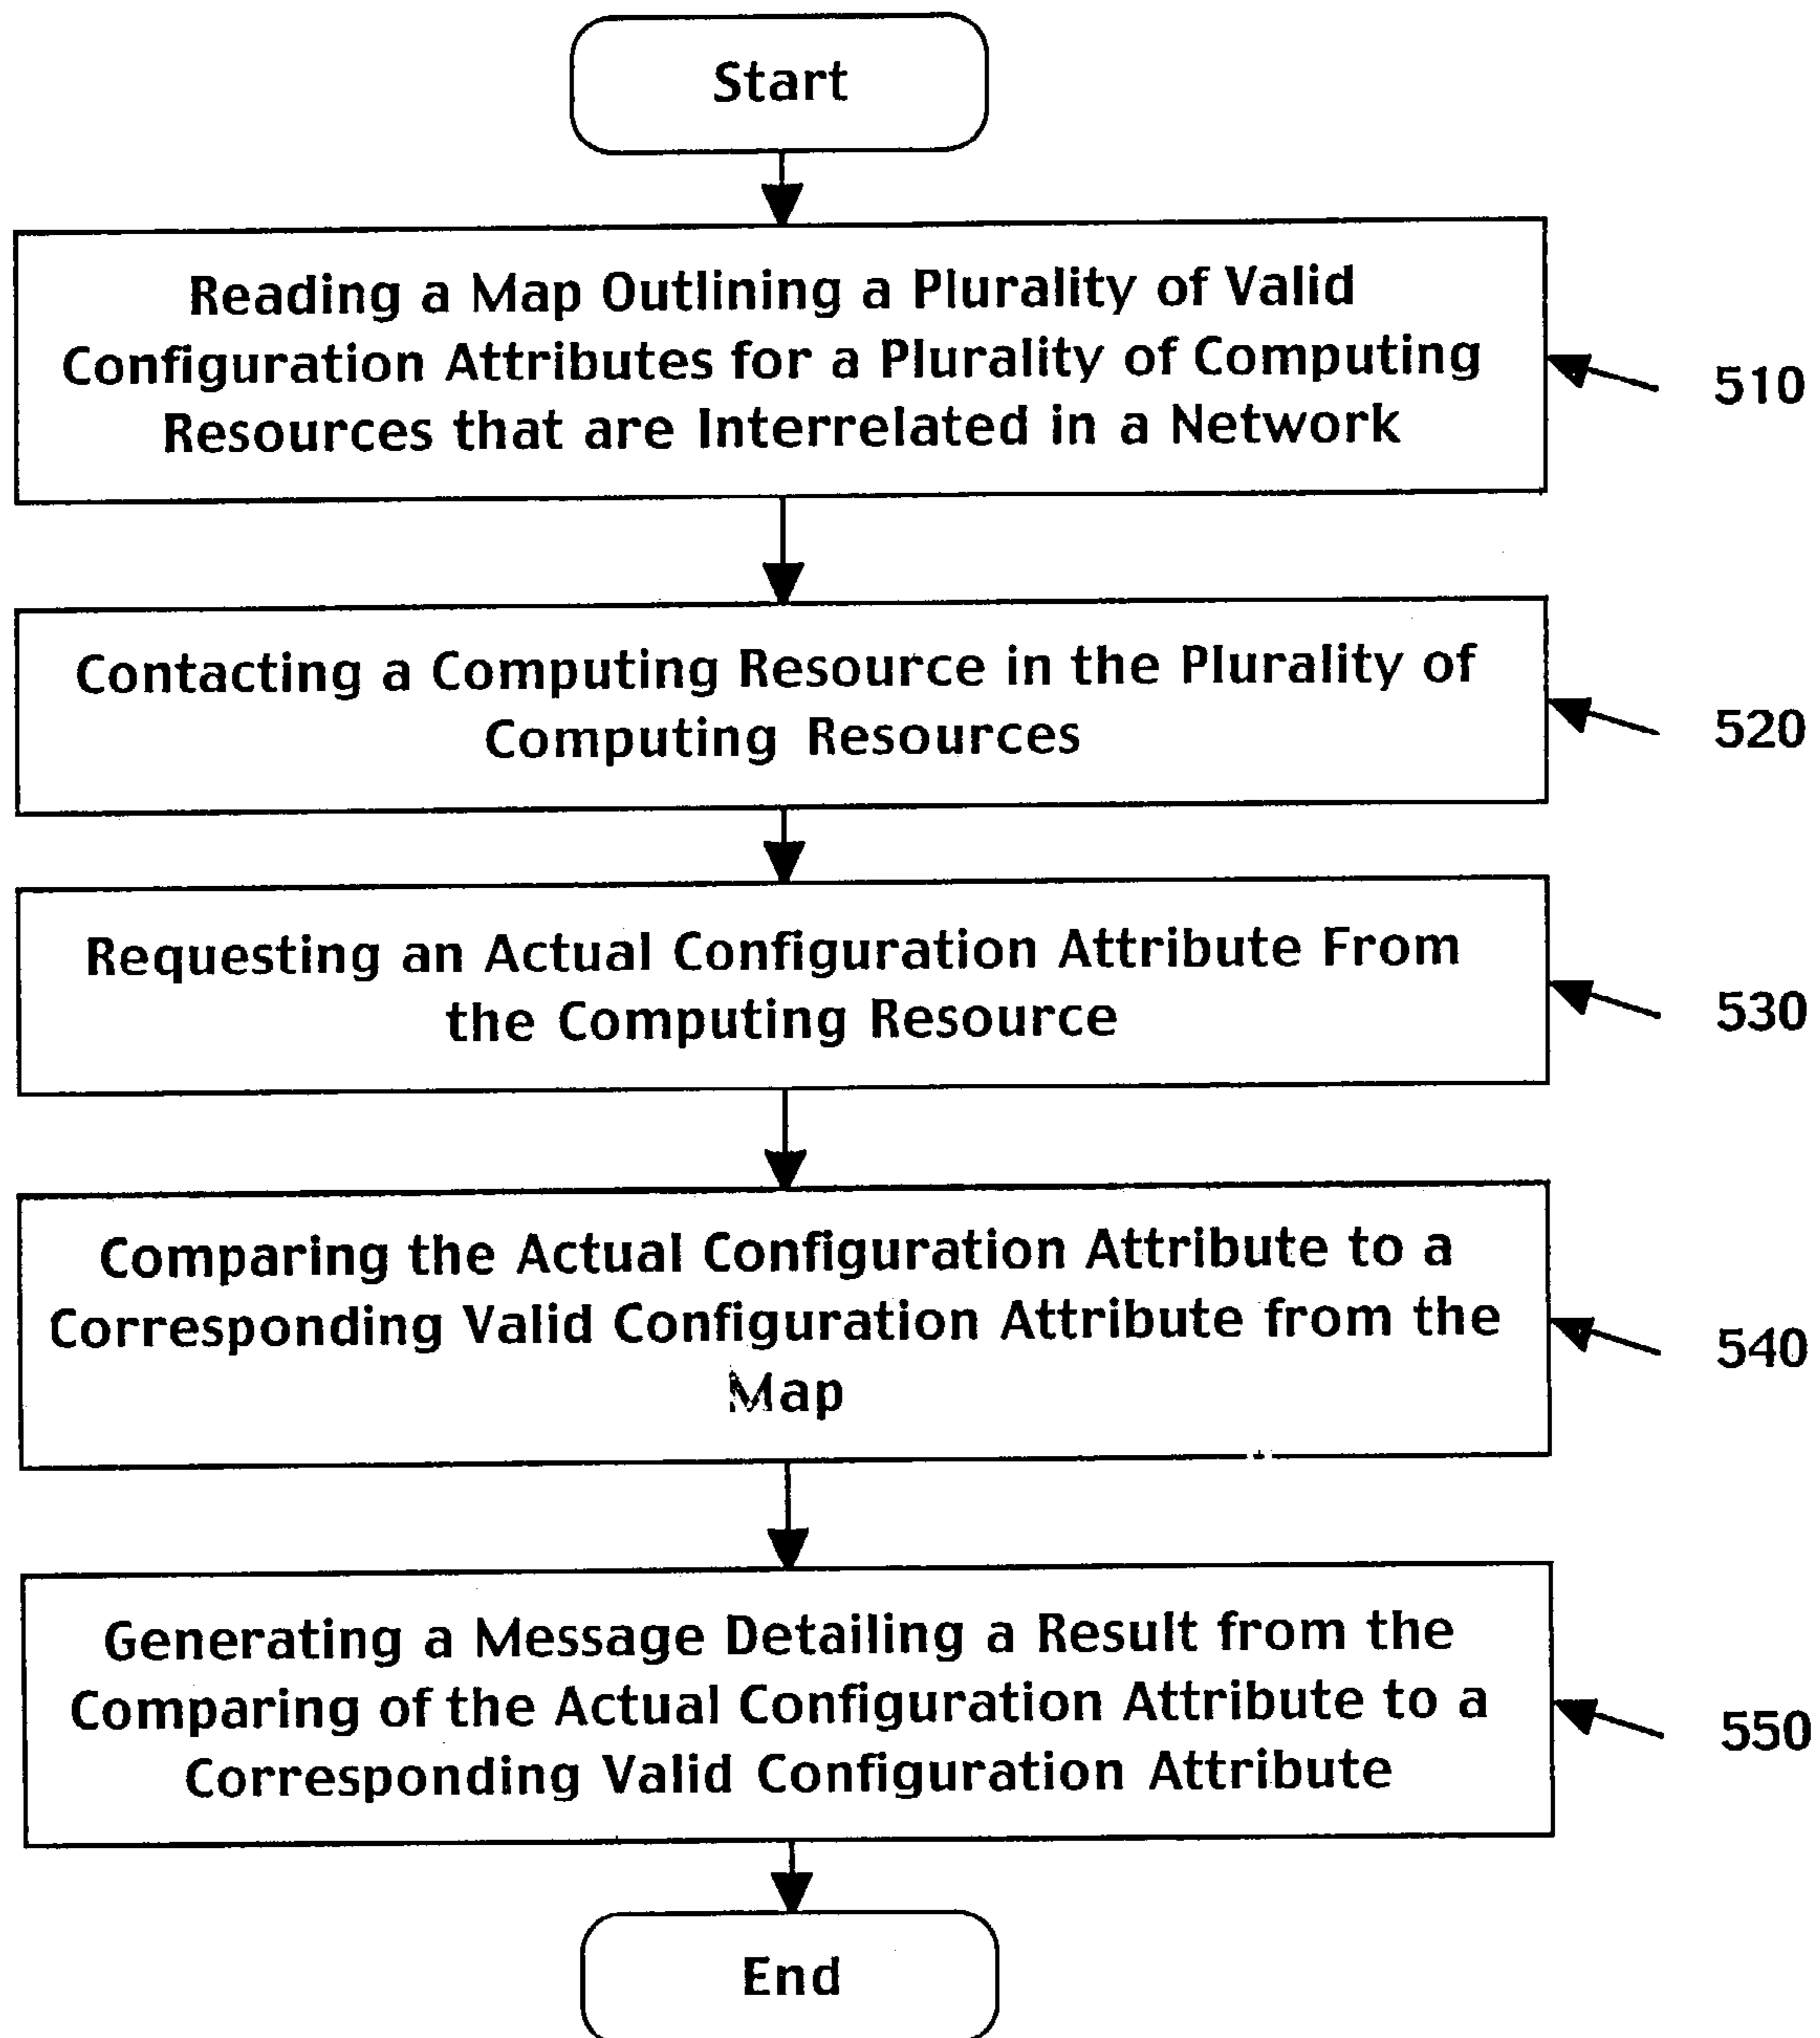 Start
Reading a Map Outlining a Plurality of Valid
Configuration Attributes for a Plurality of Computing
Resources that are Interrelated in a Network
510
Contacting a Computing Resource in the Plurality of
Computing Resources
520
Requesting an Actual Configuration Attribute From
the Computing Resource
530
Comparing the Actual Configuration Attribute to a
Corresponding Valid Configuration Attribute from the
Map
540
Generating a Message Detailing a Result from the
Comparing of the Actual Configuration Attribute to a
Corresponding Valid Configuration Attribute
550
End